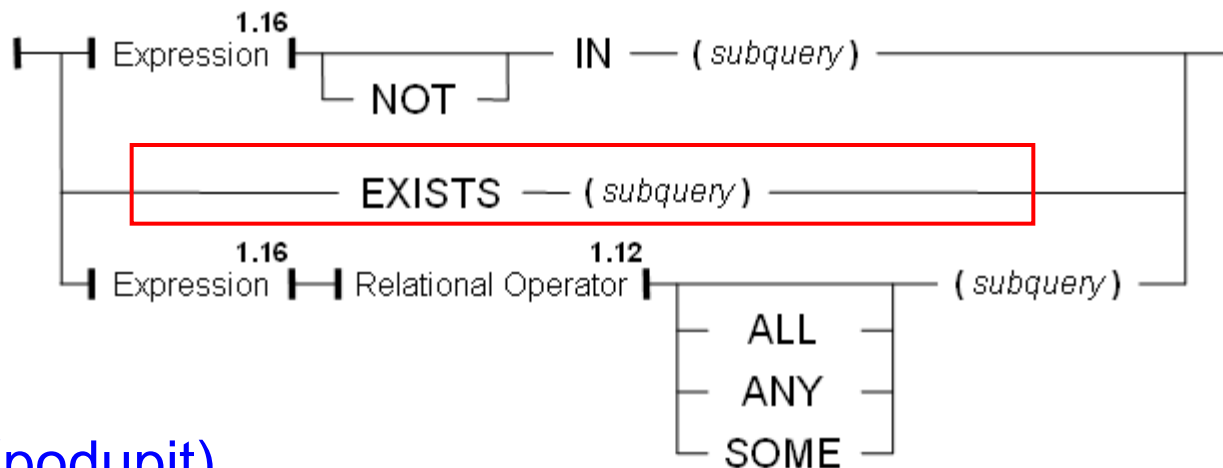 1.16
Expression IN ( subquery )
NOT
EXISTS ( subquery )
1.16 1.12
Expression Relational Operator ( subquery )
ALL
ANY
SOME
podupit)